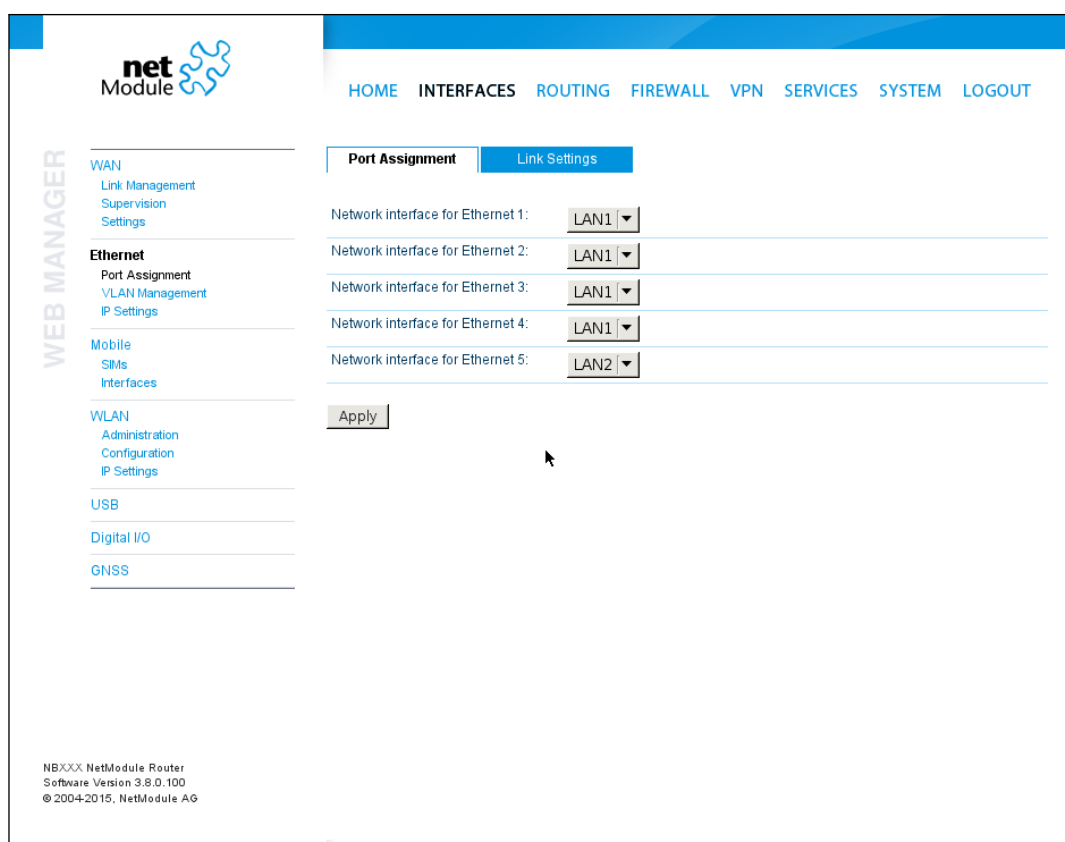 net
Module
HOME INTERFACES ROUTING FIREWALL VPN SERVICES SYSTEM LOGOUT
WEB MANAGER
WAN
Link Management
Supervision
Settings
Ethernet
Port Assignment
VLAN Management
IP Settings
Mobile
SIMs
Interfaces
WLAN
Administration
Configuration
IP Settings
USB
Digital I/O
GNSS
Port Assignment Link Settings
Network interface for Ethernet 1: LAN1
Network interface for Ethernet 2: LAN1
Network interface for Ethernet 3: LAN1
Network interface for Ethernet 4: LAN1
Network interface for Ethernet 5: LAN2
Apply
NBXXX NetModule Router
Software Version 3.8.0.100
© 2004-2015, NetModule AG